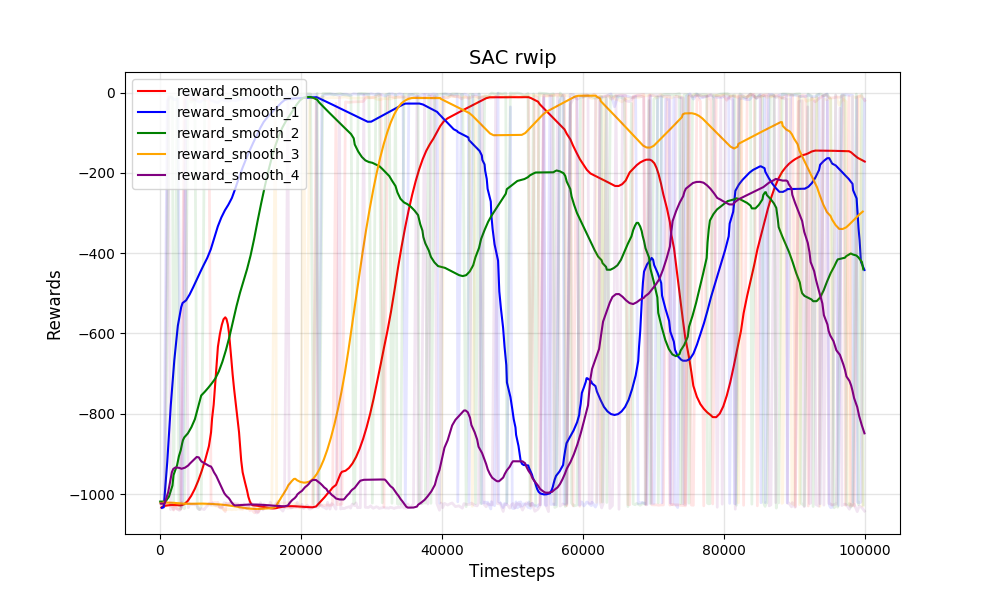 SAC rwip
reward_smooth_0
reward_smooth_1
reward_smooth_2
reward_smooth_3
reward_smooth_4
Rewards
0
−200
−400
−600
−800
−1000
0 20000 40000 60000 80000 100000
Timesteps